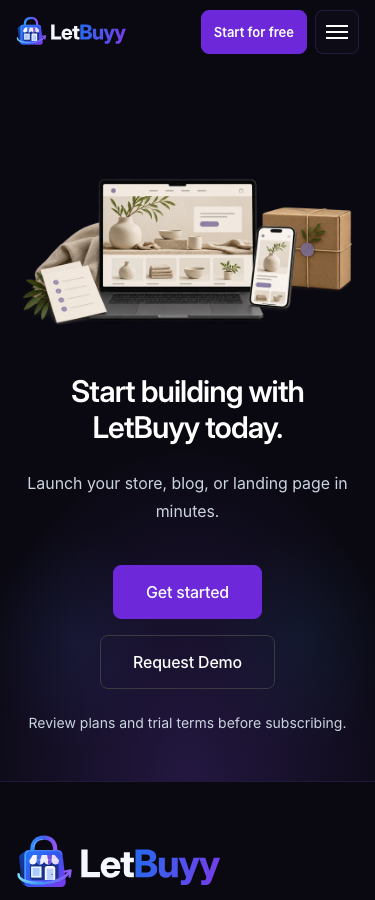 LetBuyy
Start for free
Start building with
LetBuyy today.
Launch your store, blog, or landing page in
minutes.
Get started
Request Demo
Review plans and trial terms before subscribing.
LetBuyy